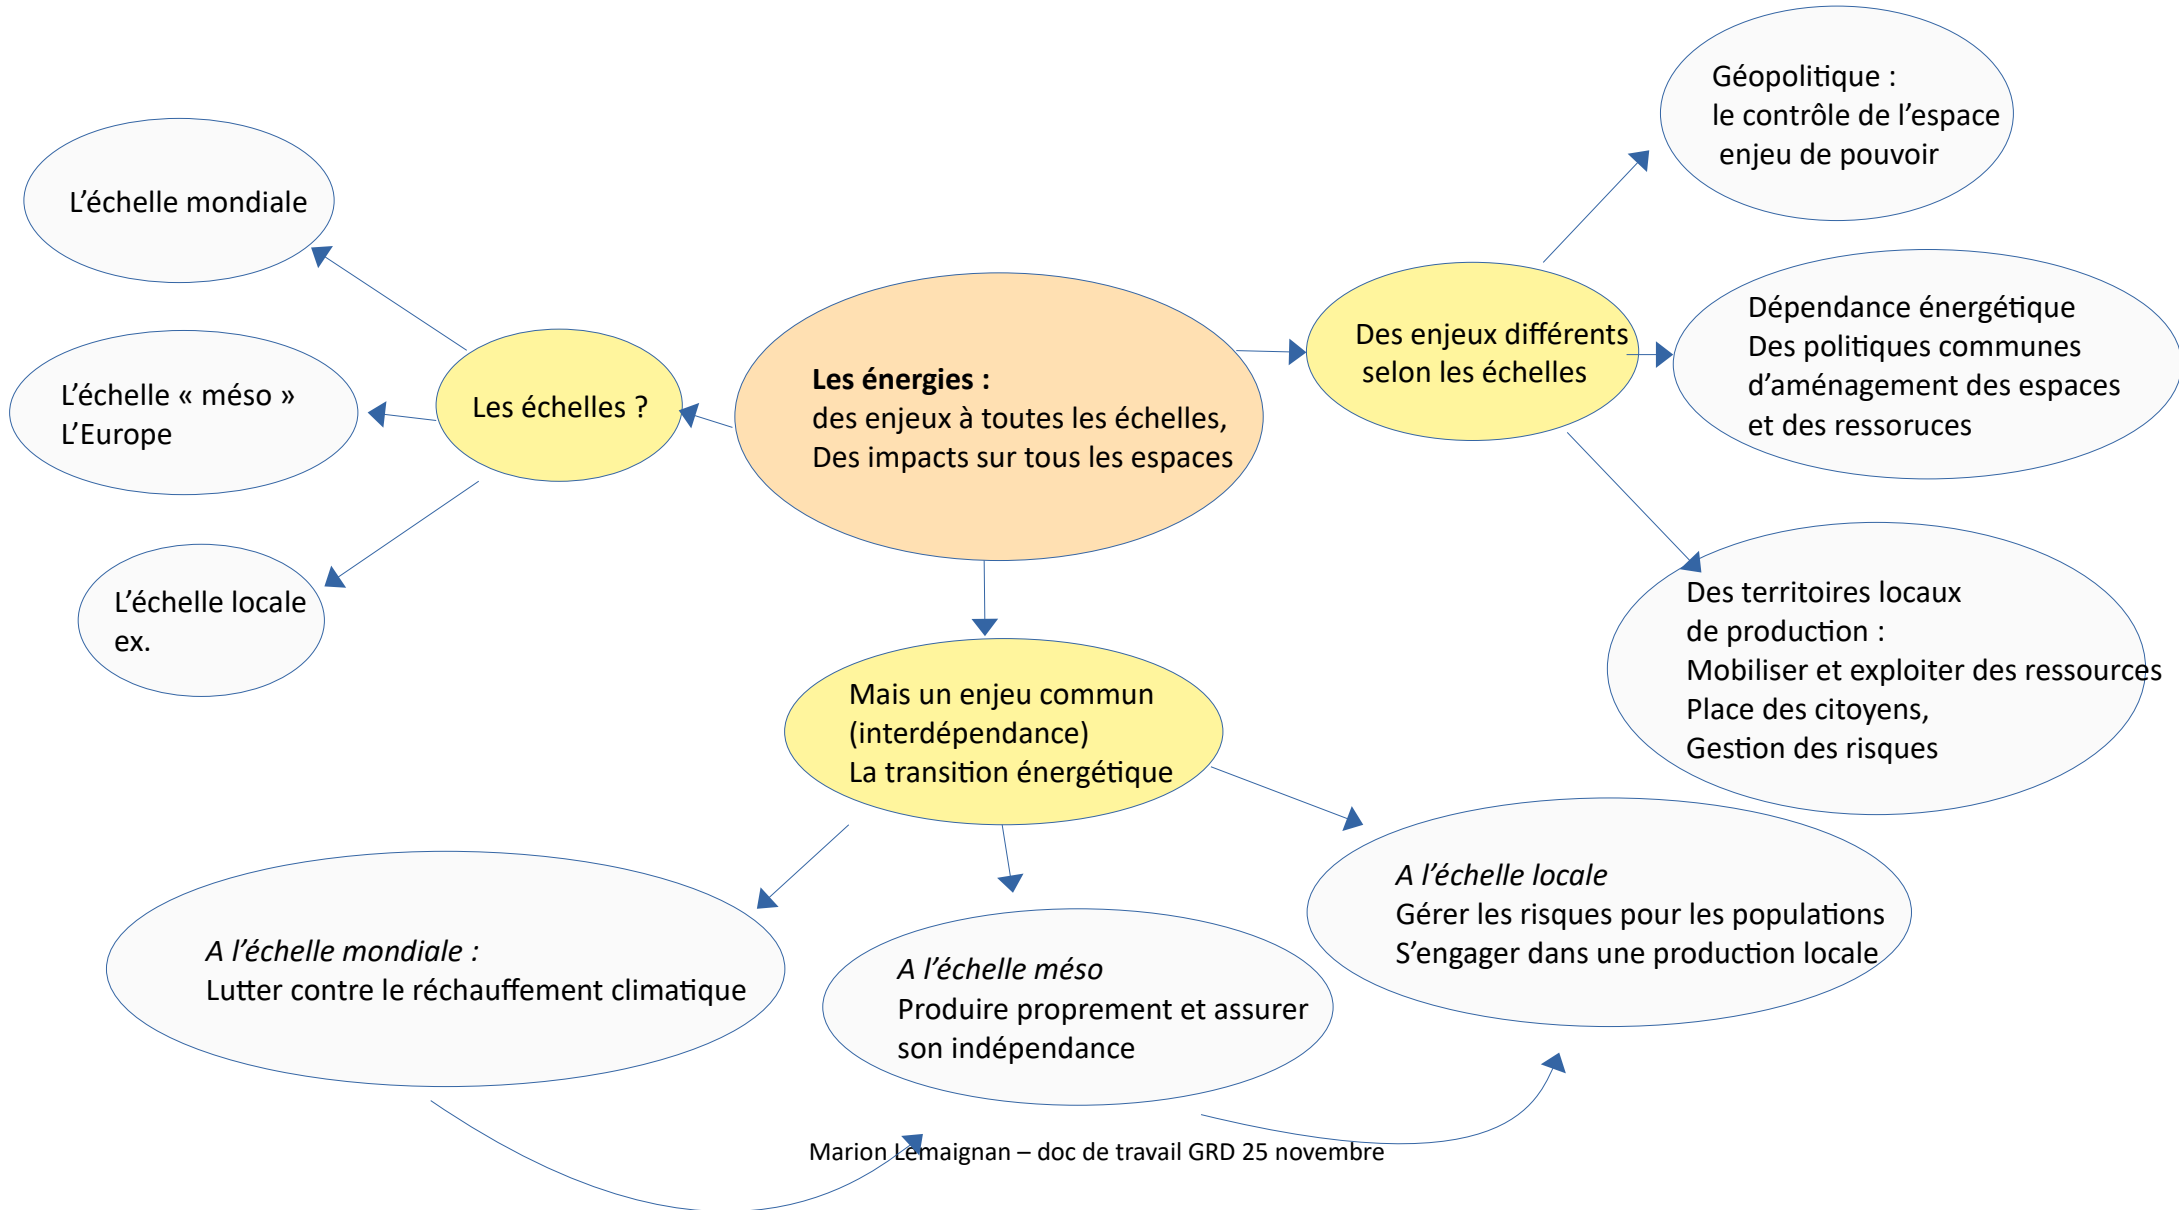 Géopolitique :
le contrôle de l’espace
enjeu de pouvoir
L’échelle mondiale
L’échelle « méso »
L’Europe
L’échelle locale
ex.
Les échelles ?
Les énergies :
des enjeux à toutes les échelles,
Des impacts sur tous les espaces
Des enjeux différents
selon les échelles
Dépendance énergétique
Des politiques communes
d’aménagement des espaces
et des ressoruces
Des territoires locaux
de production :
Mobiliser et exploiter des ressources
Place des citoyens,
Gestion des risques
Mais un enjeu commun
(interdépendance)
La transition énergétique
A l’échelle mondiale :
Lutter contre le réchauffement climatique
A l’échelle méso
Produire proprement et assurer
son indépendance
A l’échelle locale
Gérer les risques pour les populations
S’engager dans une production locale
Marion Lemaignan – doc de travail GRD 25 novembre